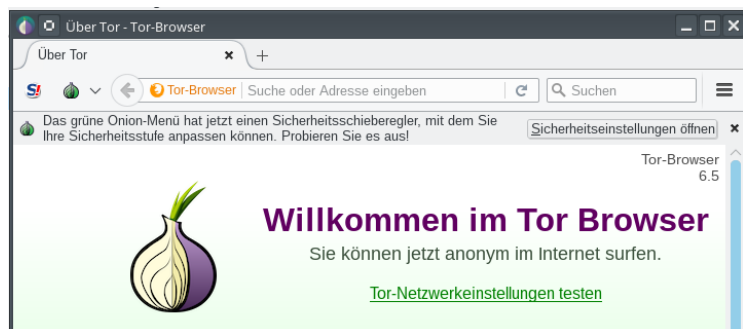 Über Tor - Tor-Browser
Über Tor
S! Tor-Browser Suche oder Adresse eingeben Suchen
Das grüne Onion-Menü hat jetzt einen Sicherheitsschieberegler, mit dem Sie
Ihre Sicherheitsstufe anpassen können. Probieren Sie es aus!
Sicherheitseinstellungen öffnen
Tor-Browser
6.5
Willkommen im Tor Browser
Sie können jetzt anonym im Internet surfen.
Tor-Netzwerkeinstellungen testen